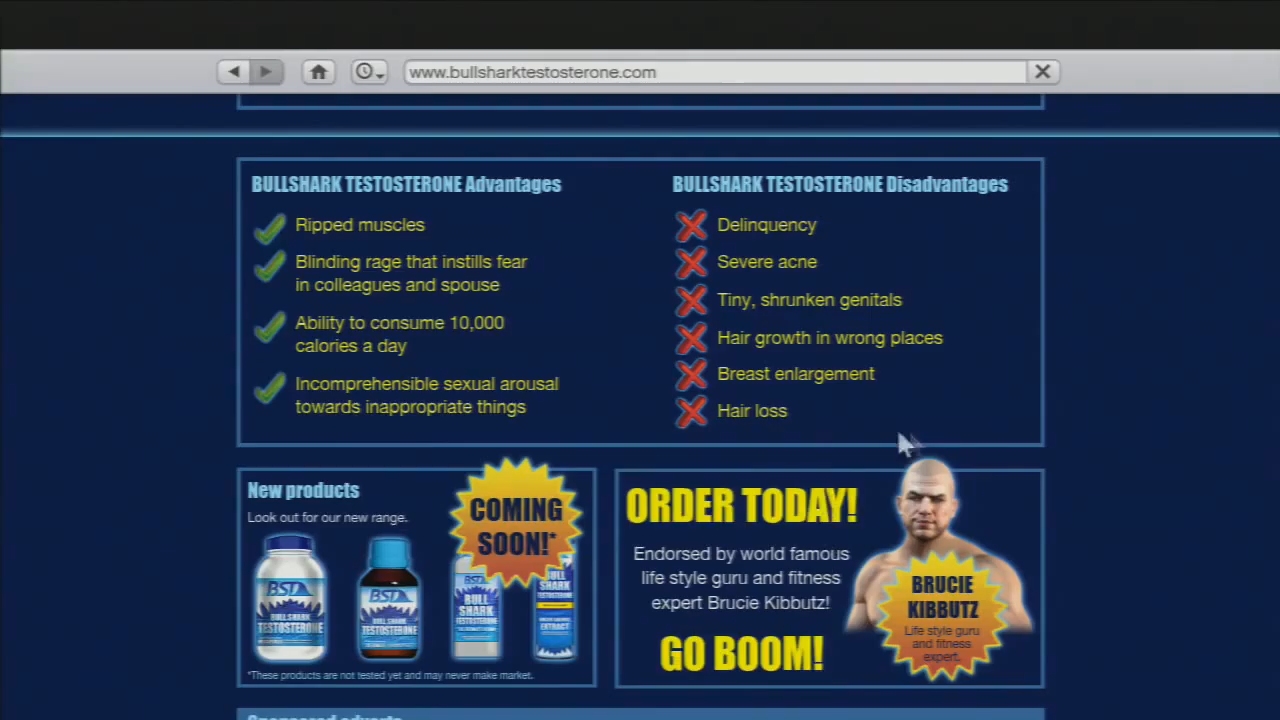 www.bullsharktestosterone.com
BULLSHARK TESTOSTERONE Advantages
Ripped muscles
Blinding rage that instills fear
in colleagues and spouse
Ability to consume 10,000
calories a day
Incomprehensible sexual arousal
towards inappropriate things
BULLSHARK TESTOSTERONE Disadvantages
Delinquency
Severe acne
Tiny, shrunken genitals
Hair growth in wrong places
Breast enlargement
Hair loss
New products
Look out for our new range.
COMING
SOON!*
BST
BULL SHARK
TESTOSTERONE
BST
BULL SHARK
TESTOSTERONE
BST
BULL
SHARK
TESTOSTERONE
BULL
SHARK
TESTOSTERONE
EXTRACT
*These products are not tested yet and may never make market.
ORDER TODAY!
Endorsed by world famous
life style guru and fitness
expert Brucie Kibbutz!
GO BOOM!
BRUCIE
KIBBUTZ
Life style guru
and fitness
expert.
Sponsored adverts